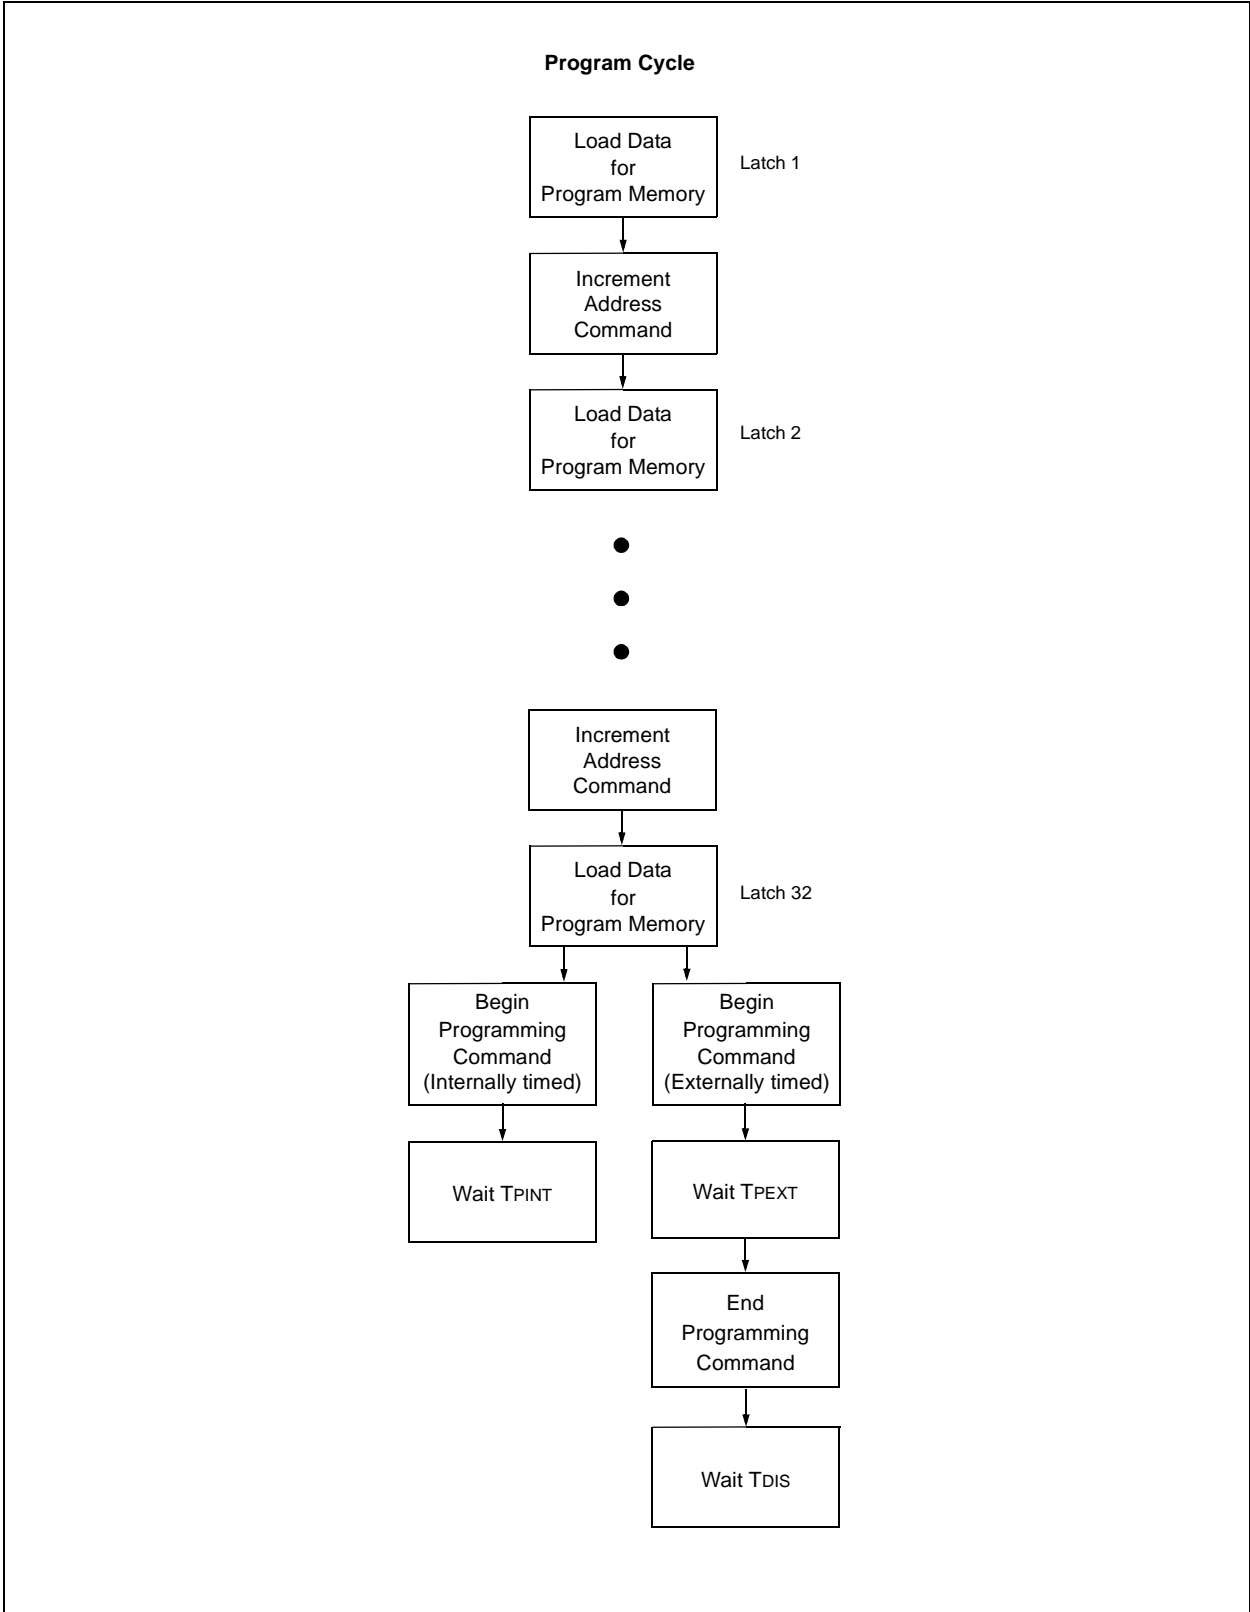 Program Cycle
Load Data
for
Program Memory
Latch 1
Increment
Address
Command
Load Data
for
Program Memory
Latch 2
Increment
Address
Command
Load Data
for
Program Memory
Latch 32
Begin
Programming
Command
(Internally timed)
Begin
Programming
Command
(Externally timed)
Wait TPINT
Wait TPEXT
End
Programming
Command
Wait TDIS